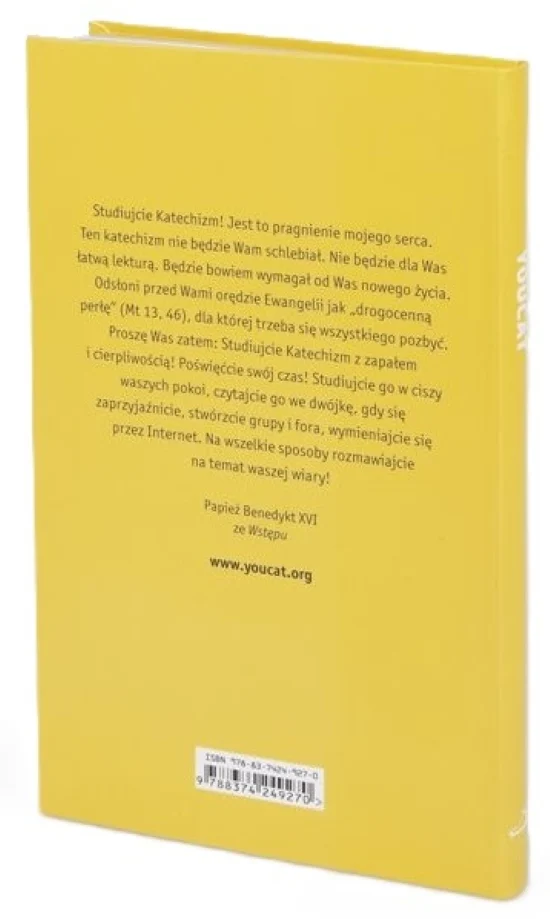 Studiujcie Katechizm! Jest to pragnienie mojego serca.
Ten katechizm nie będzie Wam schlebiał. Nie będzie dla Was
łatwą lekturą. Będzie bowiem wymagał od Was nowego życia.
Odsłoni przed Wami orędzie Ewangelii jak „drogocenną
perłę” (Mt 13, 46), dla której trzeba się wszystkiego pozbyć.
Proszę Was zatem: Studiujcie Katechizm z zapałem
i cierpliwością! Poświęćcie swój czas! Studiujcie go w ciszy
waszych pokoi, czytajcie go we dwójkę, gdy się
zaprzyjaźnicie, stwórzcie grupy i fora, wymieniajcie się
przez Internet. Na wszelkie sposoby rozmawiajcie
na temat waszej wiary!
Papież Benedykt XVI
ze Wstępu
www.youcat.org
ISBN 978-83-7424-927-0
9 788374 249270 >
YOUCAT